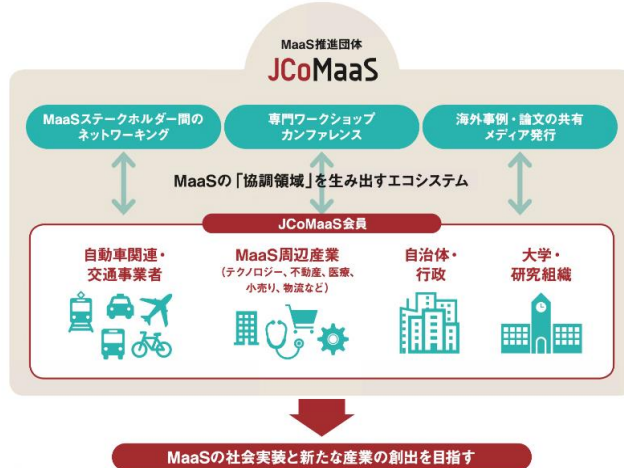 MaaS推進団体
JCoMaaS
MaaSステークホルダー間の
ネットワーキング
専門ワークショップ
カンファレンス
海外事例・論文の共有
メディア発行
MaaSの「協調領域」を生み出すエコシステム
JCoMaaS会員
自動車関連・
交通事業者
MaaS周辺産業
(テクノロジー、不動産、医療、
小売り、物流など)
自治体・
行政
大学・
研究組織
MaaSの社会実装と新たな産業の創出を目指す